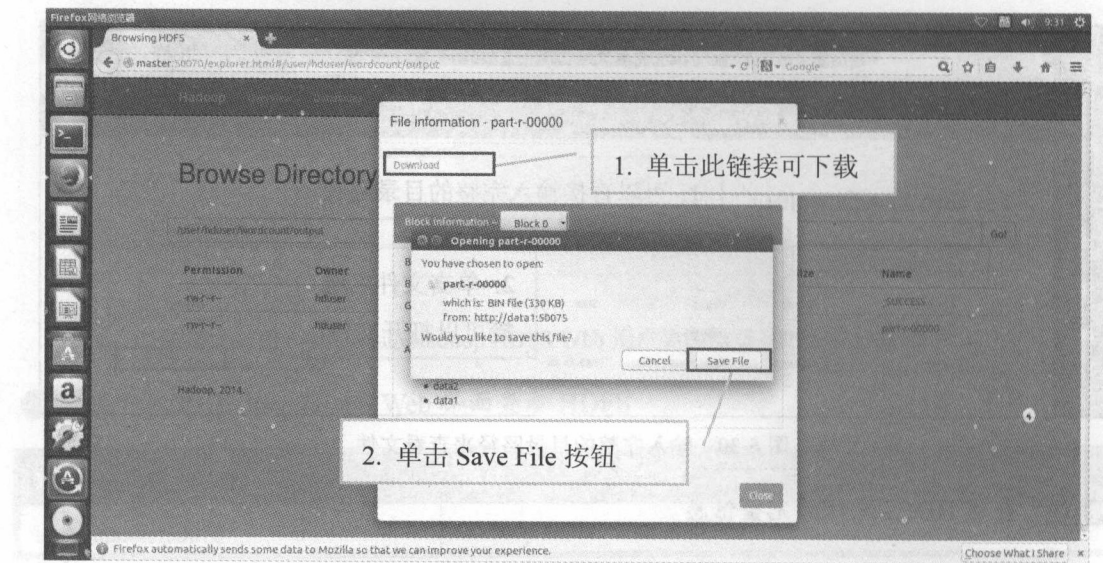 Firefox网络浏览器
9:31
Browsing HDFS
master:50070/explorer.html#/user/hduser/wordcount/output
Google
Hadoop
File information - part-r-00000
Download
1. 单击此链接可下载
Browse Directory
Block Information -- Block 0
/user/hduser/wordcount/output
Go!
Opening part-r-00000
You have chosen to open:
part-r-00000
which is: BIN file (330 KB)
from: http://data1:50075
Would you like to save this file?
Cancel
Save File
Permission
Owner
Size
Name
-rw-r--r--
hduser
_SUCCESS
-rw-r--r--
hduser
part-r-00000
data2
data1
Hadoop, 2014.
2. 单击 Save File 按钮
Close
Firefox automatically sends some data to Mozilla so that we can improve your experience.
Choose What I Share